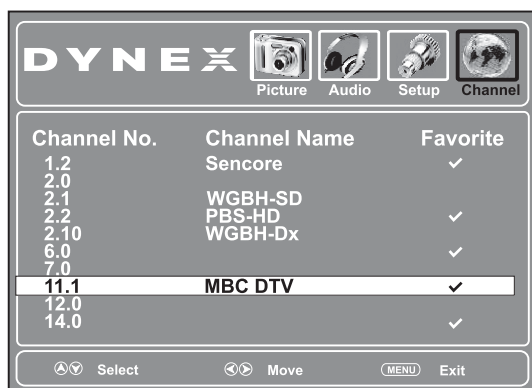 DYNEX
Picture Audio Setup Channel
Channel No. Channel Name Favorite
1.2 Sencore ✓
2.0
2.1 WGBH-SD
2.2 PBS-HD ✓
2.10 WGBH-Dx
6.0 ✓
7.0
11.1 MBC DTV ✓
12.0
14.0 ✓
Select Move MENU Exit